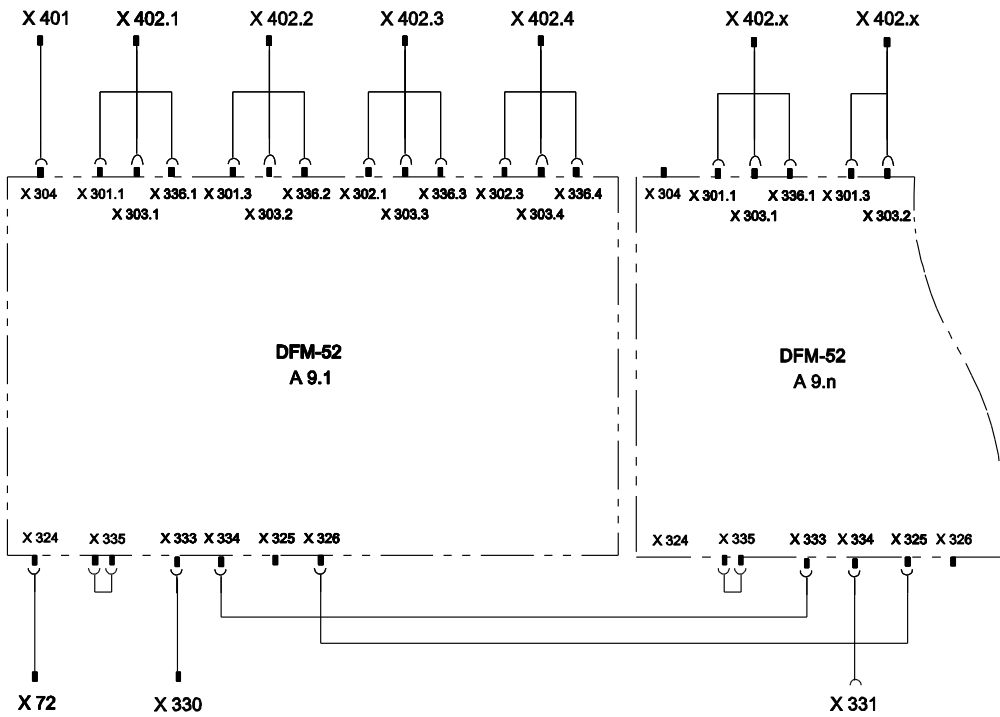 X 401 X 402.1 X 402.2 X 402.3 X 402.4 X 402.x X 402.x
X 304 X 301.1 X 336.1 X 301.3 X 336.2 X 302.1 X 336.3 X 302.3 X 336.4 X 304 X 301.1 X 336.1 X 301.3
X 303.1 X 303.2 X 303.3 X 303.4 X 303.1 X 303.2
DFM-52 DFM-52
A 9.1 A 9.n
X 324 X 335 X 333 X 334 X 325 X 326 X 324 X 335 X 333 X 334 X 325 X 326
X 72 X 330 X 331